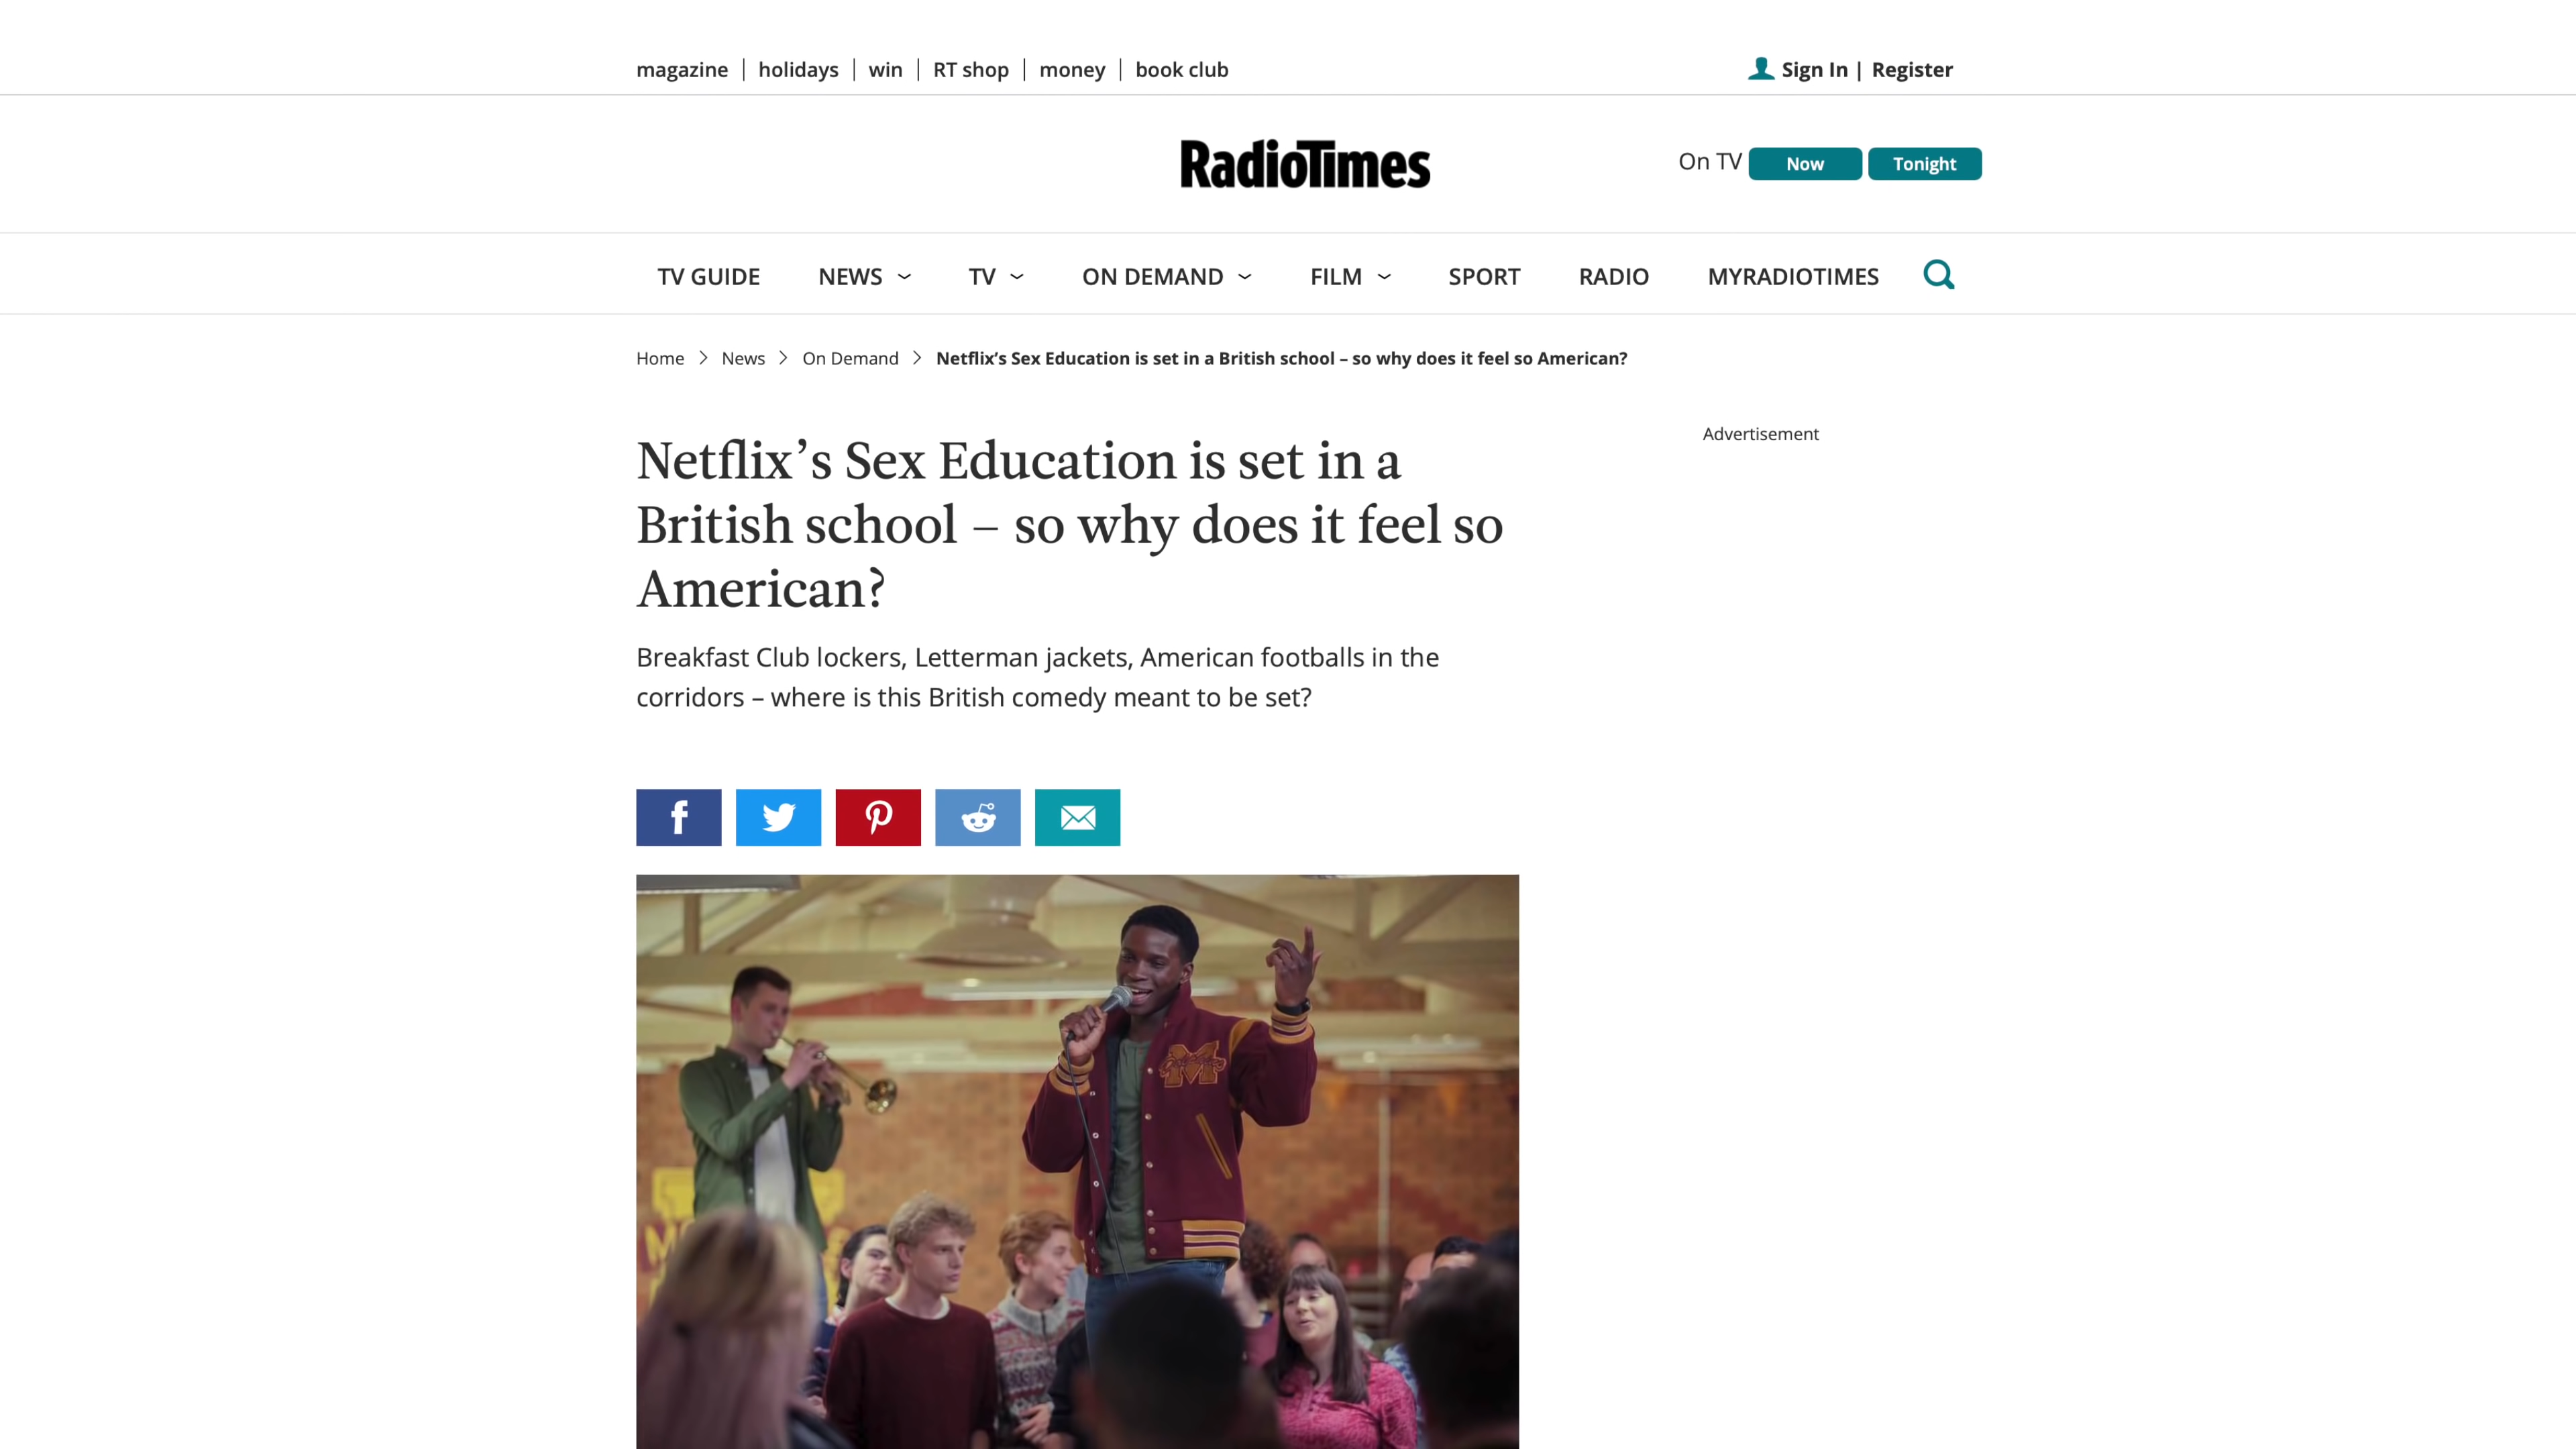 magazine | holidays | win | RT shop | money | book club
Sign In | Register
RadioTimes
On TV Now Tonight
TV GUIDE NEWS TV ON DEMAND FILM SPORT RADIO MYRADIOTIMES
Home > News > On Demand > Netflix’s Sex Education is set in a British school – so why does it feel so American?
Netflix’s Sex Education is set in a
British school – so why does it feel so
American?
Advertisement
Breakfast Club lockers, Letterman jackets, American footballs in the
corridors – where is this British comedy meant to be set?
M